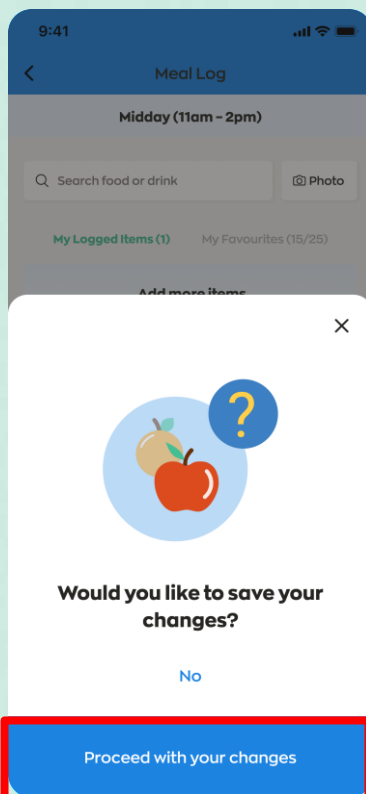 9:41
Meal Log
Midday (11am - 2pm)
Search food or drink
Photo
My Logged Items (1)
My Favourites (15/25)
Add more items
?
Would you like to save your
changes?
No
Proceed with your changes